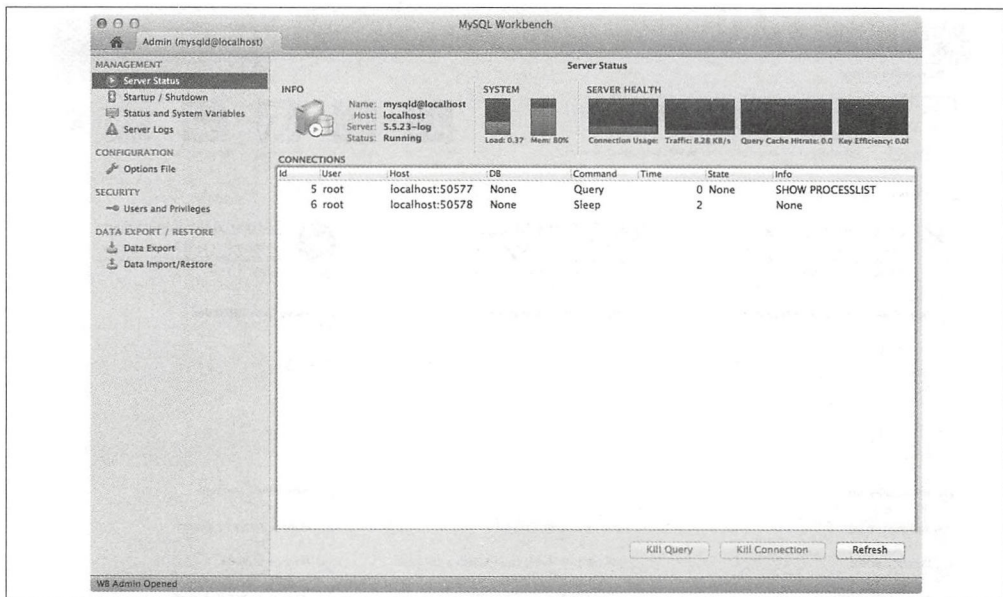 MySQL Workbench
Admin (mysqld@localhost)
MANAGEMENT
Server Status
Startup / Shutdown
Status and System Variables
Server Logs
CONFIGURATION
Options File
SECURITY
Users and Privileges
DATA EXPORT / RESTORE
Data Export
Data Import/Restore
Server Status
INFO
Name: mysqld@localhost
Host: localhost
Server: 5.5.23-log
Status: Running
SYSTEM
Load: 0.37 Mem: 80%
SERVER HEALTH
Connection Usage: Traffic: 8.28 KB/s Query Cache Hitrate: 0.0 Key Efficiency: 0.0
CONNECTIONS
Id User Host DB Command Time State Info
5 root localhost:50577 None Query 0 None SHOW PROCESSLIST
6 root localhost:50578 None Sleep 2 None
Kill Query Kill Connection Refresh
WB Admin Opened